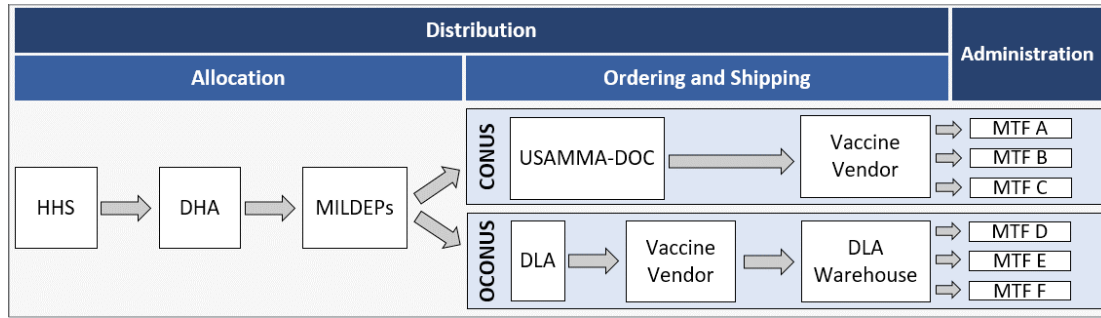 Distribution
Administration
Allocation
Ordering and Shipping
HHS
DHA
MILDEPs
CONUS
USAMMA-DOC
Vaccine
Vendor
MTF A
MTF B
MTF C
OCONUS
DLA
Vaccine
Vendor
DLA
Warehouse
MTF D
MTF E
MTF F